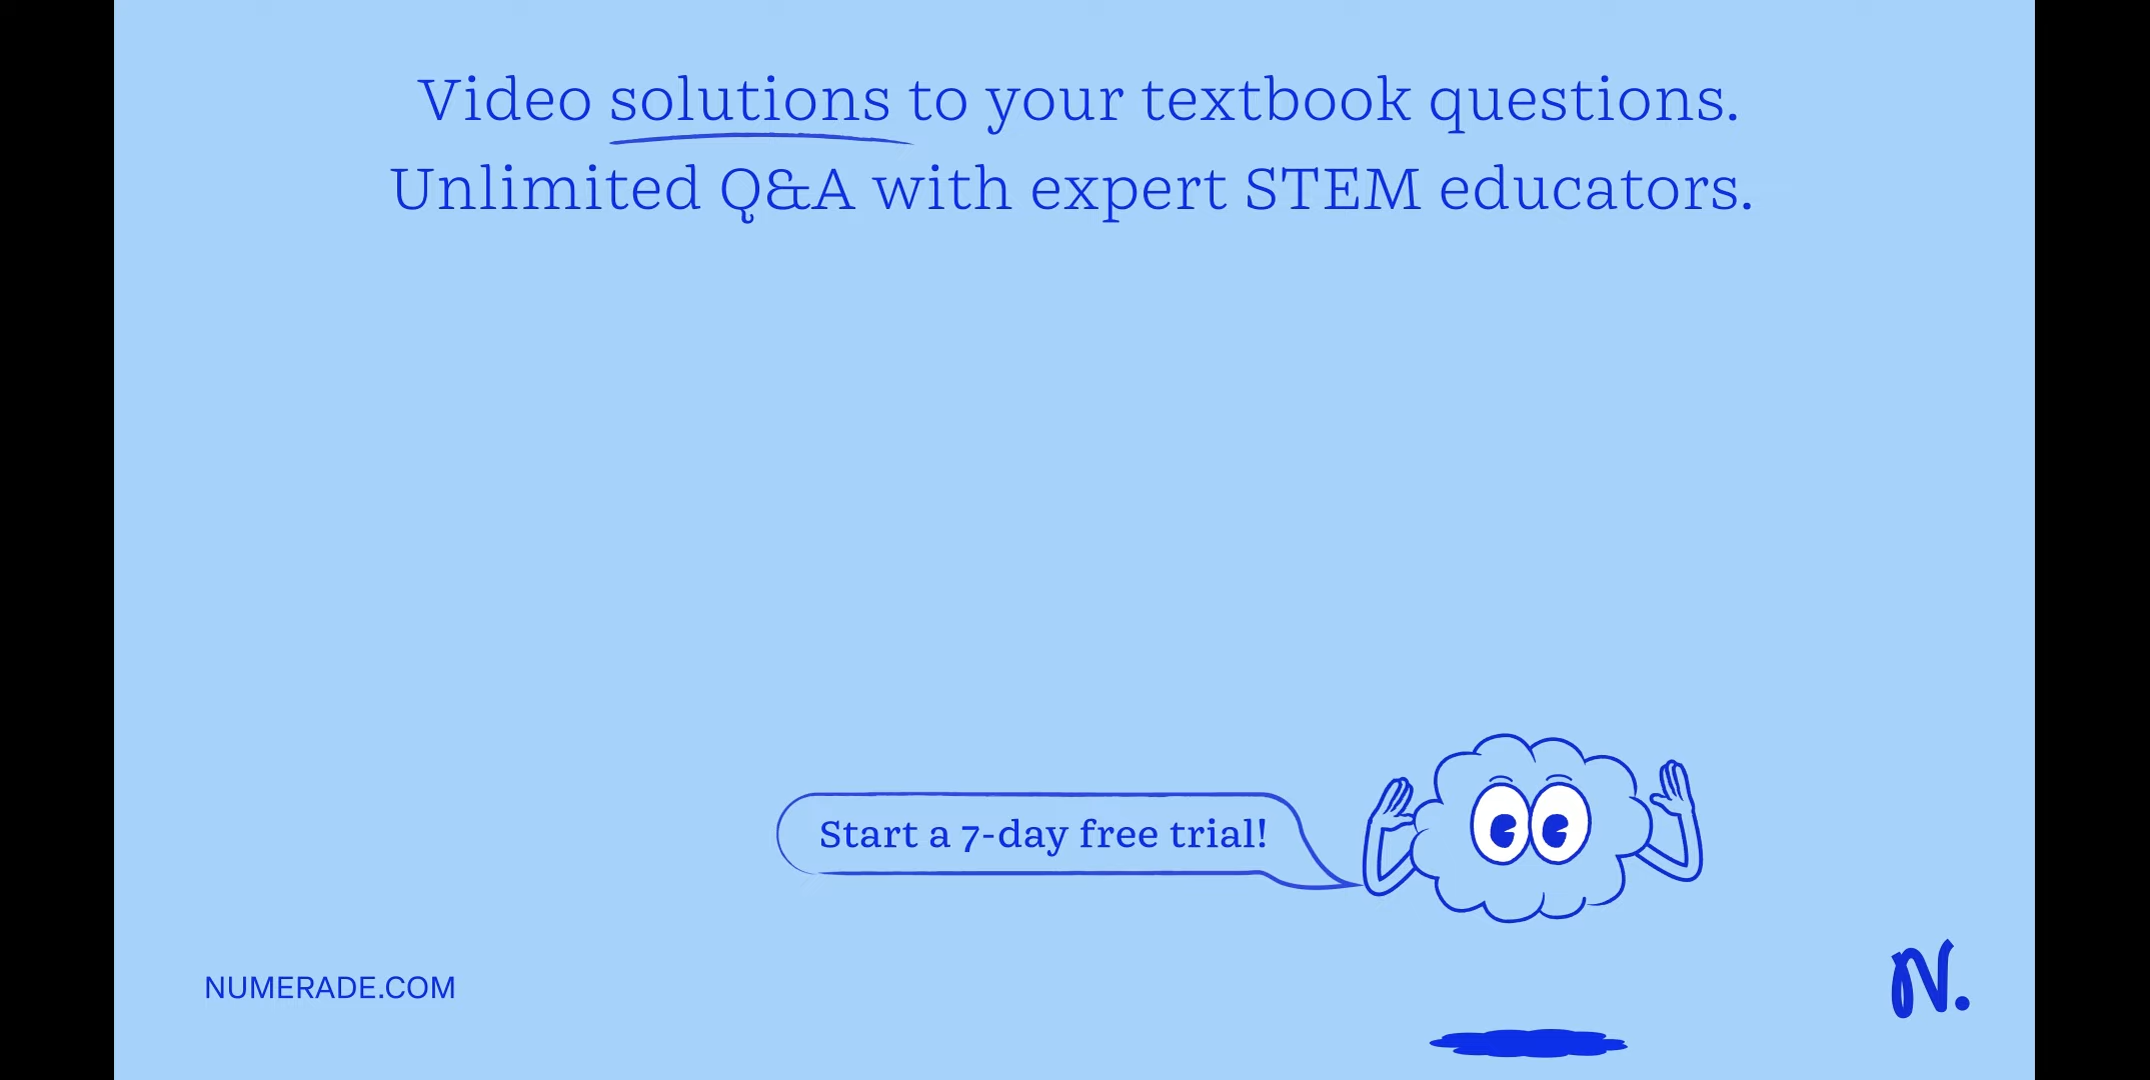 Video solutions to your textbook questions.
Unlimited Q&A with expert STEM educators.
Start a 7-day free trial!
NUMERADE.COM
N.